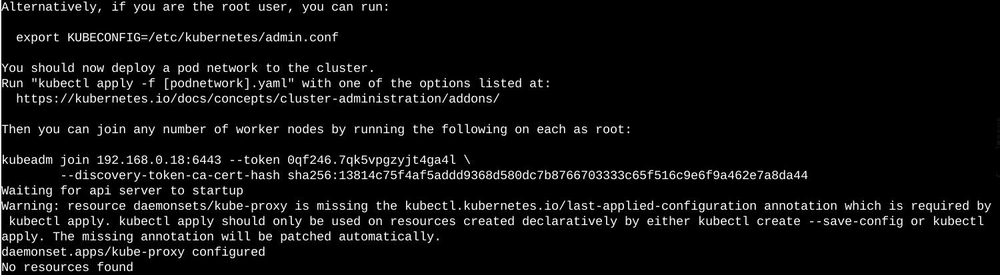 Alternatively, if you are the root user, you can run:
export KUBECONFIG=/etc/kubernetes/admin.conf
You should now deploy a pod network to the cluster.
Run "kubectl apply -f [podnetwork].yaml" with one of the options listed at:
https://kubernetes.io/docs/concepts/cluster-administration/addons/
Then you can join any number of worker nodes by running the following on each as root:
kubeadm join 192.168.0.18:6443 --token 0qf246.7qk5vpgzyjt4ga4l \
--discovery-token-ca-cert-hash sha256:13814c75f4af5addd9368d580dc7b8766703333c65f516c9e6f9a462e7a8da44
Waiting for api server to startup
Warning: resource daemonsets/kube-proxy is missing the kubectl.kubernetes.io/last-applied-configuration annotation which is required by
kubectl apply. kubectl apply should only be used on resources created declaratively by either kubectl create --save-config or kubectl
apply. The missing annotation will be patched automatically.
daemonset.apps/kube-proxy configured
No resources found